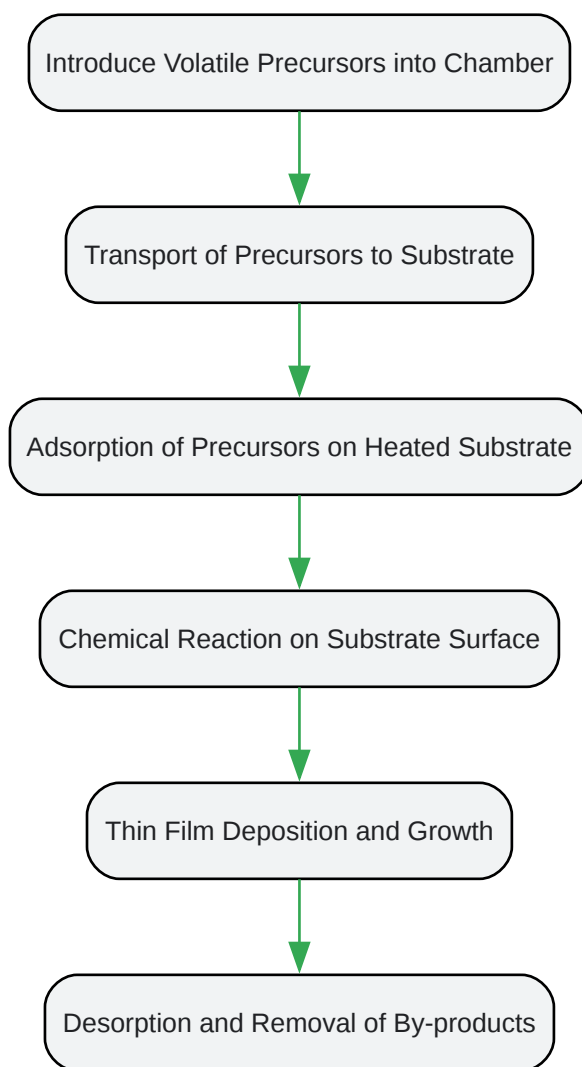 Introduce Volatile Precursors into Chamber
Transport of Precursors to Substrate
Adsorption of Precursors on Heated Substrate
Chemical Reaction on Substrate Surface
Thin Film Deposition and Growth
Desorption and Removal of By-products